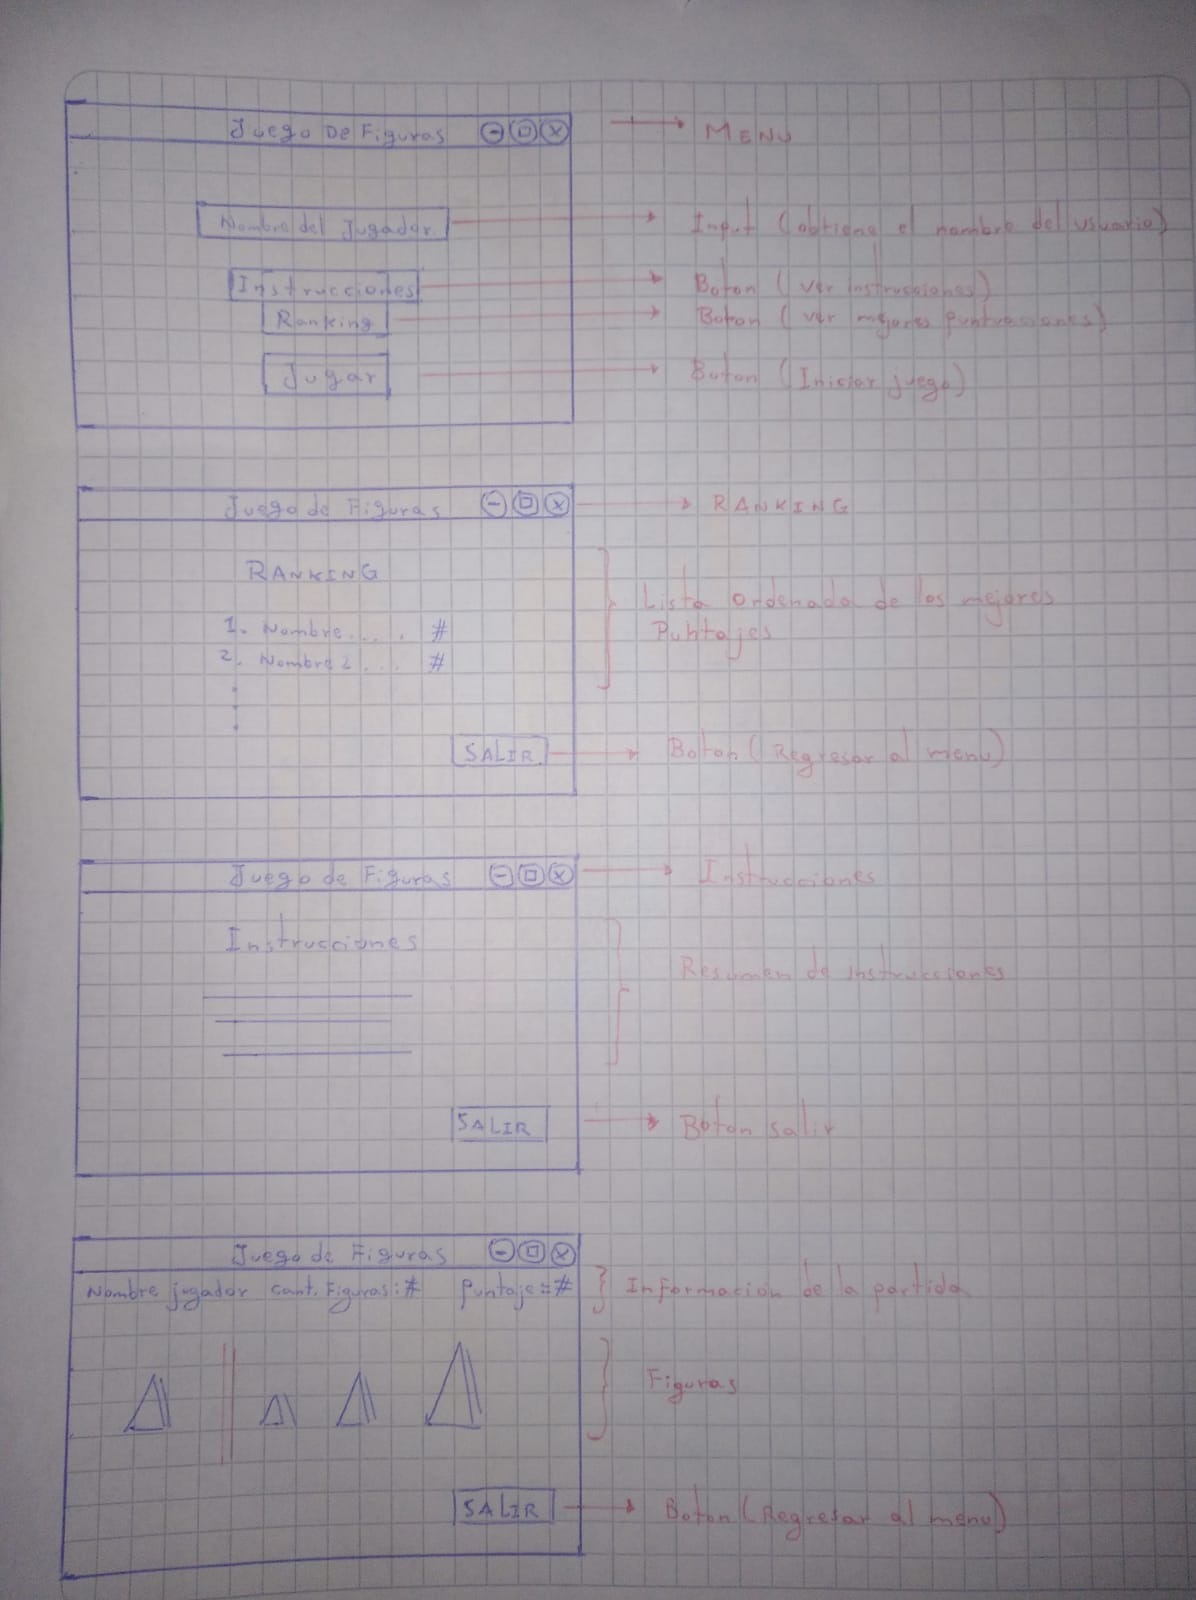 Juego De Figuras → MENU
Nombre del Jugador → Input (obtiene el nombre del usuario)
Instrucciones → Boton (ver instrucciones)
Ranking → Boton (ver mejores puntuaciones)
Jugar → Boton (Iniciar juego)
Juego de Figuras → RANKING
RANKING
Lista ordenada de los mejores
Puntajes
1. Nombre.... #
2. Nombre 2... #
SALIR → Boton (Regresar al menu)
Juego de Figuras → Instrucciones
Instrucciones
Resumen de instrucciones
SALIR → Boton salir
Juego de Figuras
Nombre jugador cant. Figuras: # Puntaje = # Informacion de la partida
Figuras
SALIR → Boton (Regresar al menu)